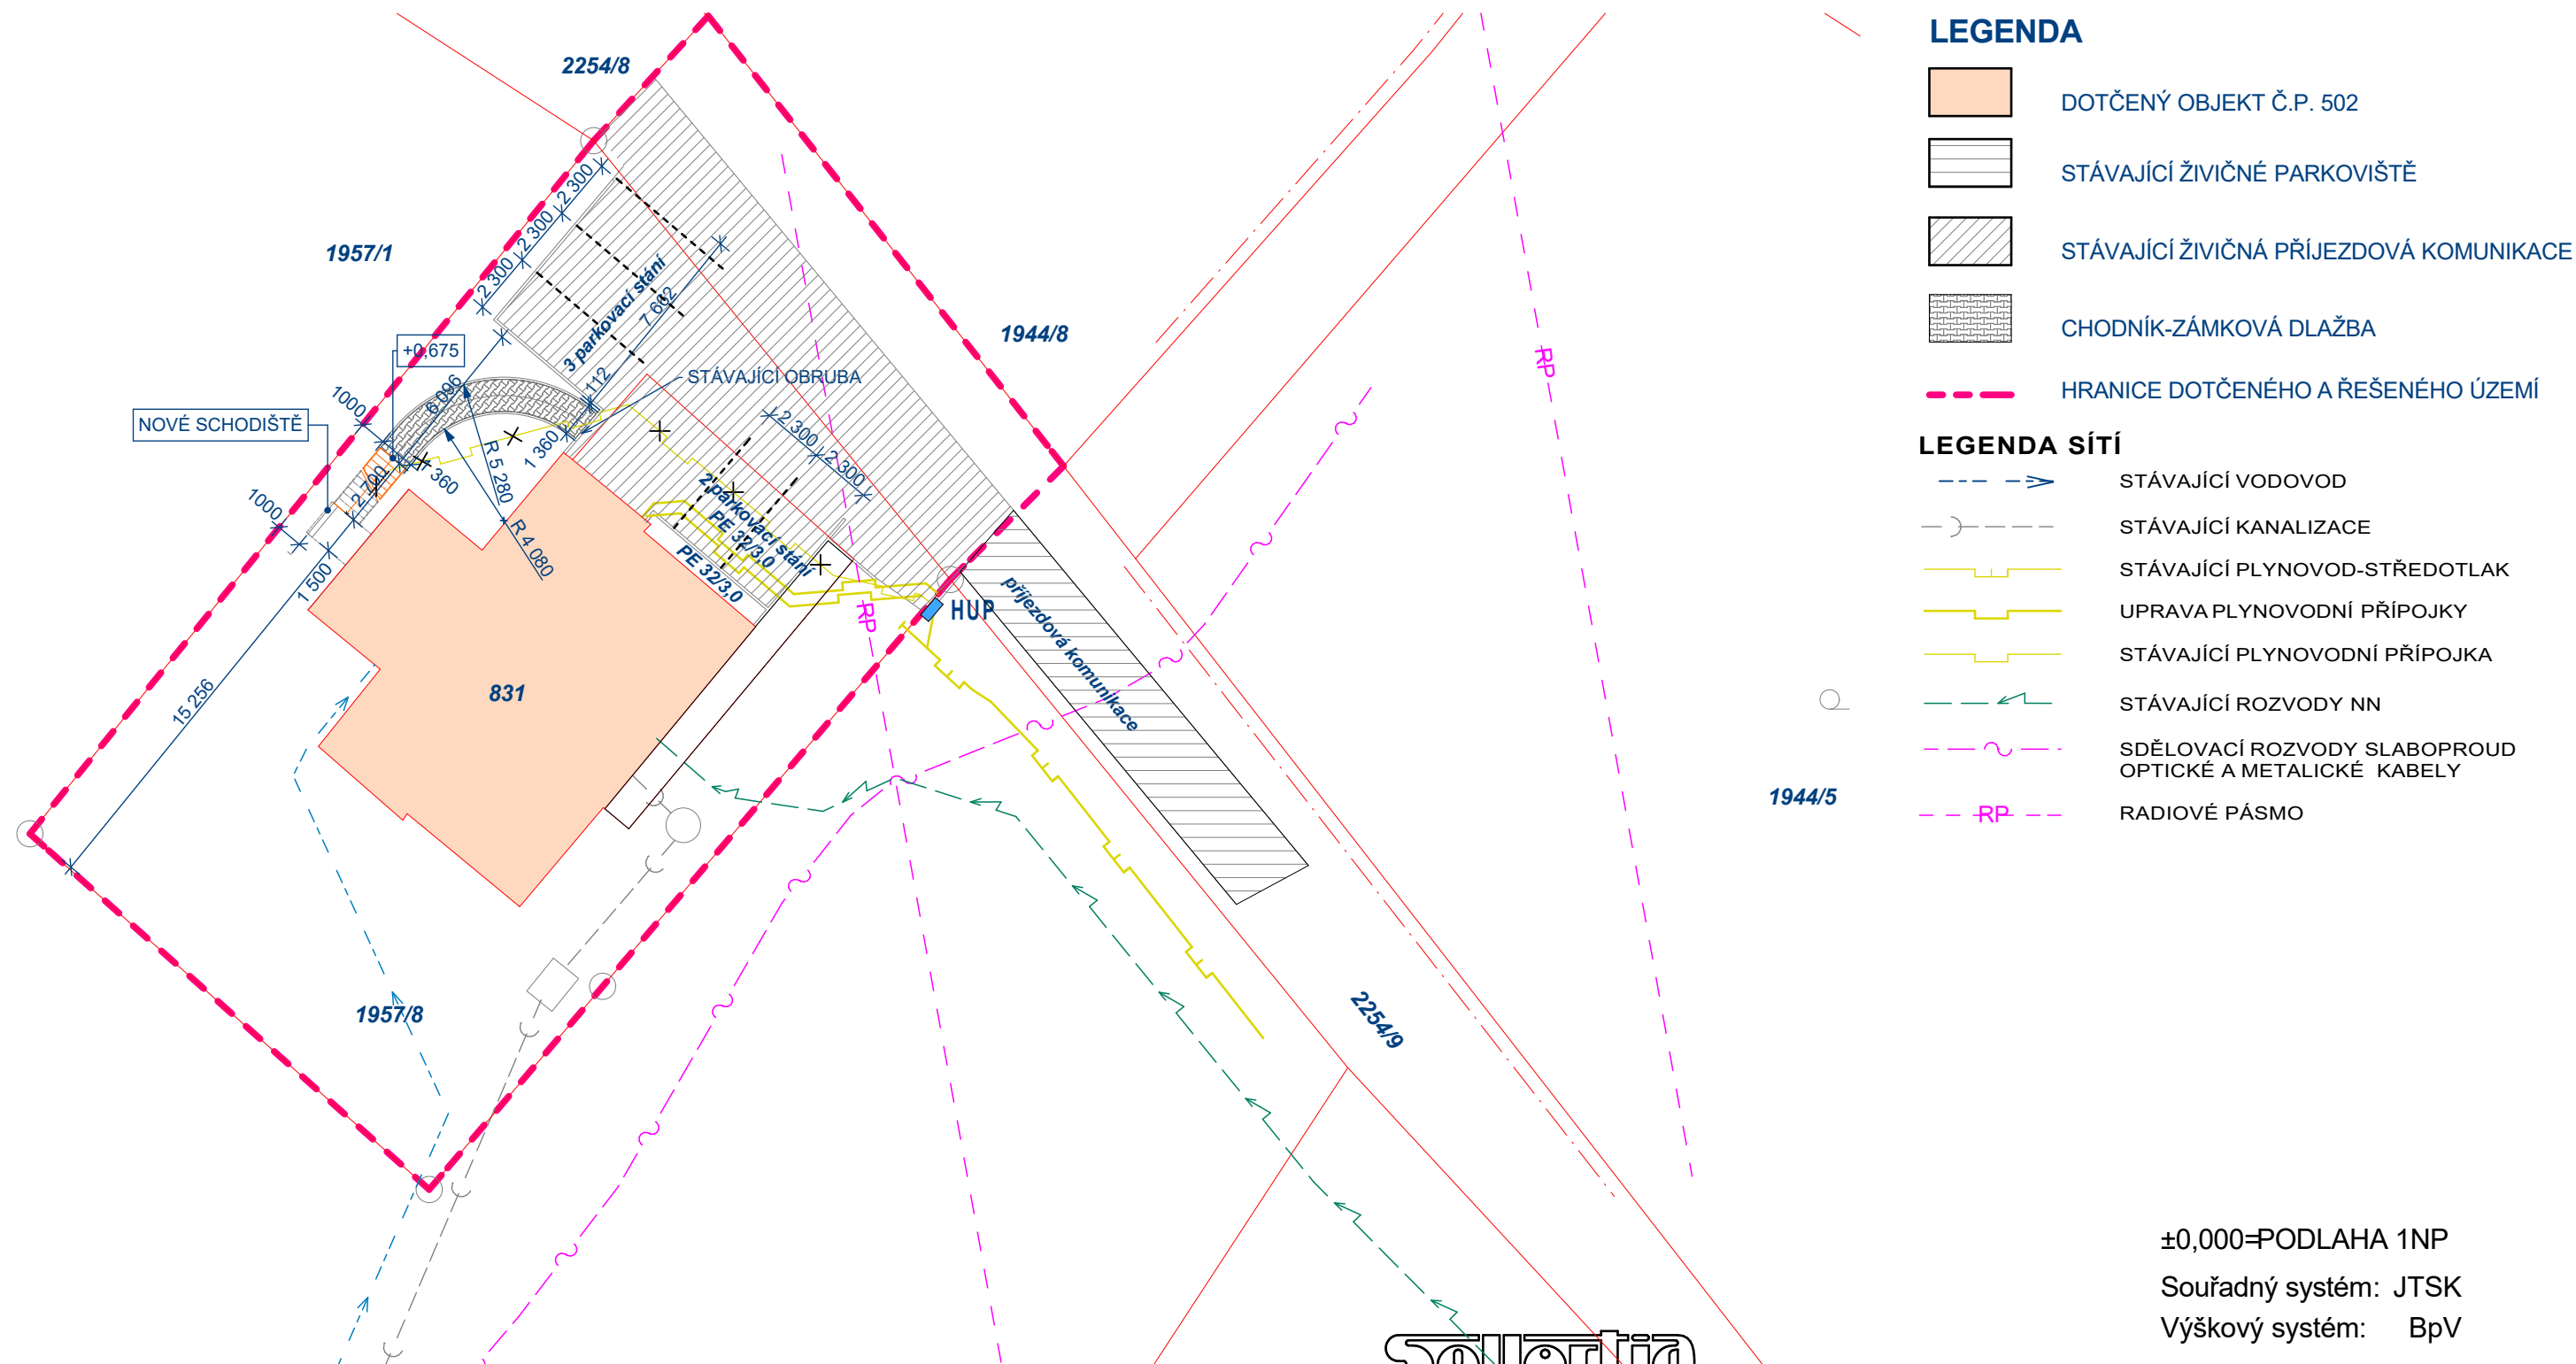 2254/8
1957/1
1944/8
2 300
2 300
2 300
3 parkovací stání
7 662
112
+0,675
STÁVAJÍCÍ OBRUBA
1000
6 096
NOVÉ SCHODIŠTĚ
R 5 280
1 360
1 360
2 700
R 4 080
1000
1 500
15 256
2 300
2 300
2 parkovací stání
PE 32/3,0
PE 32/3,0
RP
HUP
příjezdová komunikace
RP
831
1957/8
1944/5
2254/9
LEGENDA
DOTČENÝ OBJEKT Č.P. 502
STÁVAJÍCÍ ŽIVIČNÉ PARKOVIŠTĚ
STÁVAJÍCÍ ŽIVIČNÁ PŘÍJEZDOVÁ KOMUNIKACE
CHODNÍK-ZÁMKOVÁ DLAŽBA
HRANICE DOTČENÉHO A ŘEŠENÉHO ÚZEMÍ
LEGENDA SÍTÍ
STÁVAJÍCÍ VODOVOD
STÁVAJÍCÍ KANALIZACE
STÁVAJÍCÍ PLYNOVOD-STŘEDOTLAK
UPRAVA PLYNOVODNÍ PŘÍPOJKY
STÁVAJÍCÍ PLYNOVODNÍ PŘÍPOJKA
STÁVAJÍCÍ ROZVODY NN
SDĚLOVACÍ ROZVODY SLABOPROUD
OPTICKÉ A METALICKÉ KABELY
RP
RADIOVÉ PÁSMO
±0,000=PODLAHA 1NP
Souřadný systém: JTSK
Výškový systém: BpV